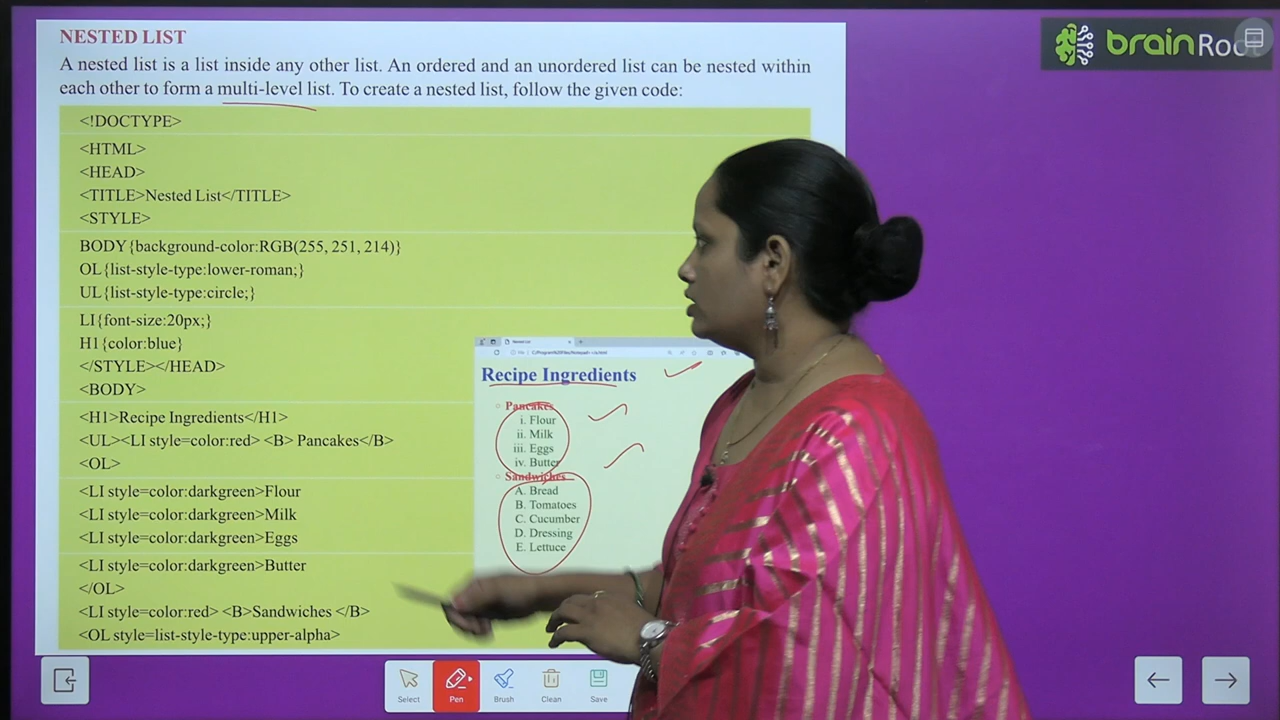 NESTED LIST
A nested list is a list inside any other list. An ordered and an unordered list can be nested within
each other to form a multi-level list. To create a nested list, follow the given code:
<!DOCTYPE>
<HTML>
<HEAD>
<TITLE>Nested List</TITLE>
<STYLE>
BODY{background-color:RGB(255, 251, 214)}
OL{list-style-type:lower-roman;}
UL{list-style-type:circle;}
LI{font-size:20px;}
H1{color:blue}
</STYLE></HEAD>
<BODY>
<H1>Recipe Ingredients</H1>
<UL><LI style=color:red> <B> Pancakes</B>
<OL>
<LI style=color:darkgreen>Flour
<LI style=color:darkgreen>Milk
<LI style=color:darkgreen>Eggs
<LI style=color:darkgreen>Butter
</OL>
<LI style=color:red> <B>Sandwiches </B>
<OL style=list-style-type:upper-alpha>
Nested List
Recipe Ingredients
Pancakes
i. Flour
ii. Milk
iii. Eggs
iv. Butter
Sandwiches
A. Bread
B. Tomatoes
C. Cucumber
D. Dressing
E. Lettuce
brainRoot
Select
Pen
Brush
Clean
Save